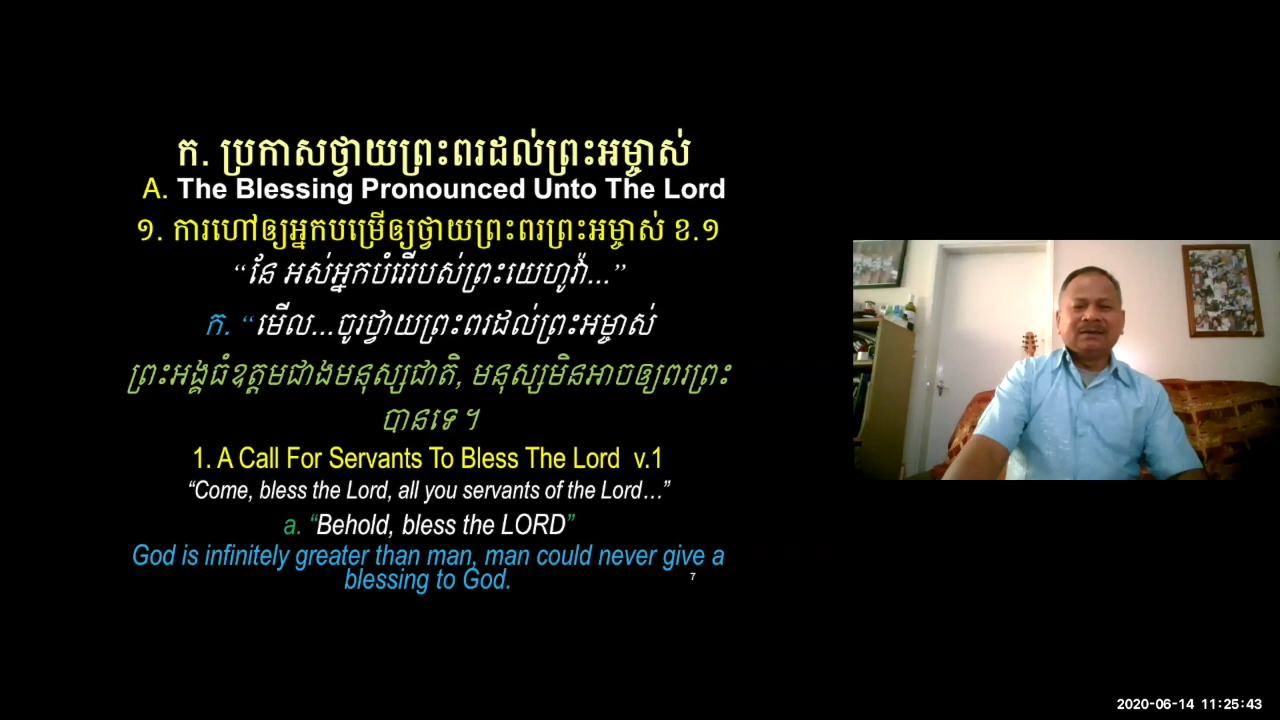 ក. ប្រកាសថ្វាយព្រះពរដល់ព្រះអម្ចាស់
A. The Blessing Pronounced Unto The Lord
១. ការហៅឲ្យអ្នកបម្រើឲ្យថ្វាយព្រះពរព្រះអម្ចាស់ ខ.១
“នែ អស់អ្នកបំរើរបស់ព្រះយេហូវ៉ា...”
ក. “មើល...ចូរថ្វាយព្រះពរដល់ព្រះអម្ចាស់
ព្រះអង្គធំឧត្តមជាងមនុស្សជាតិ, មនុស្សមិនអាចឲ្យពរព្រះ
បានទេ ។
1. A Call For Servants To Bless The Lord v.1
“Come, bless the Lord, all you servants of the Lord…”
a. “Behold, bless the LORD”
God is infinitely greater than man, man could never give a
blessing to God.
7
2020-06-14 11:25:43